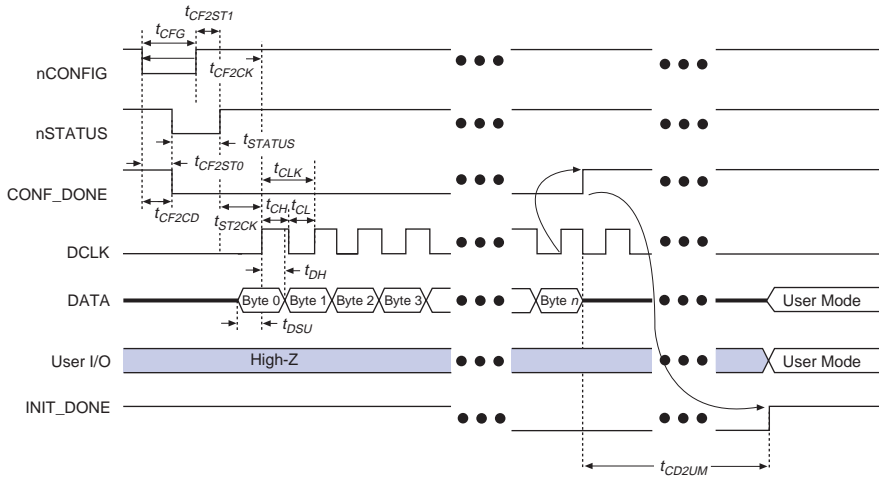 tCF2ST1
tCFG
nCONFIG
tCF2CK
nSTATUS
tSTATUS
tCF2ST0
tCLK
CONF_DONE
tCF2CD
tST2CK
tCH
tCL
DCLK
tDH
DATA
Byte 0
Byte 1
Byte 2
Byte 3
Byte n
User Mode
tDSU
User I/O
High-Z
User Mode
INIT_DONE
tCD2UM